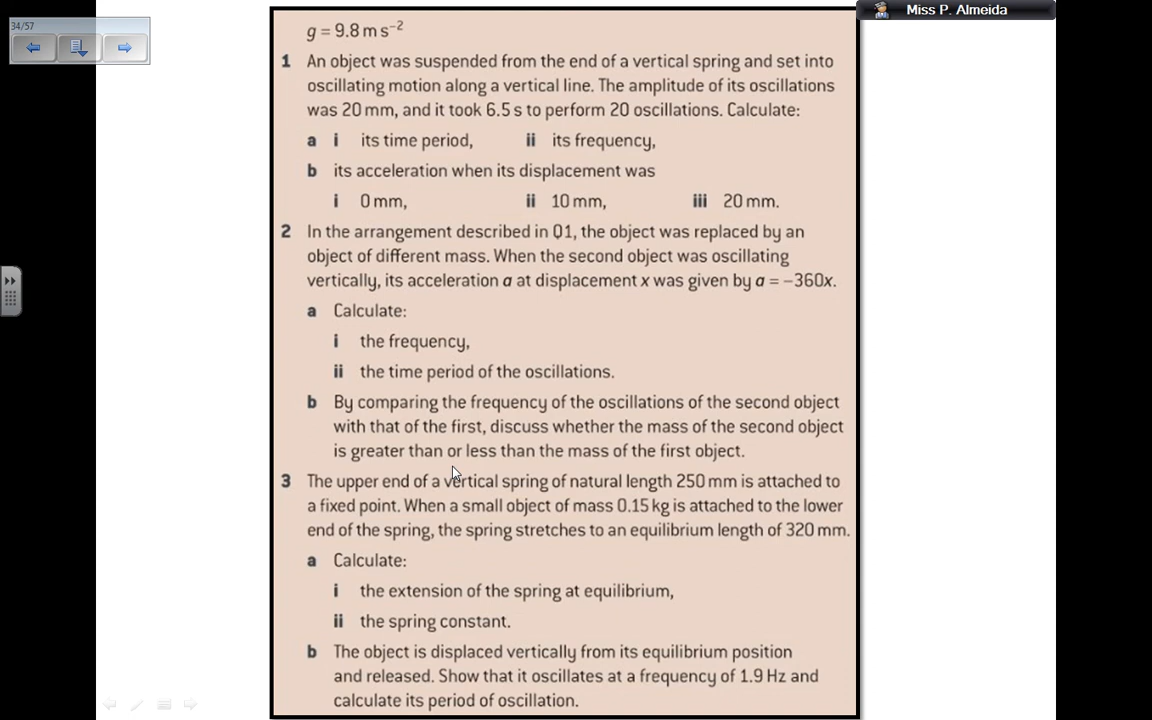 34/57
Miss P. Almeida
g = 9.8 m s⁻²
1 An object was suspended from the end of a vertical spring and set into
oscillating motion along a vertical line. The amplitude of its oscillations
was 20 mm, and it took 6.5 s to perform 20 oscillations. Calculate:
a i its time period, ii its frequency,
b its acceleration when its displacement was
i 0 mm, ii 10 mm, iii 20 mm.
2 In the arrangement described in Q1, the object was replaced by an
object of different mass. When the second object was oscillating
vertically, its acceleration a at displacement x was given by a = −360x.
a Calculate:
i the frequency,
ii the time period of the oscillations.
b By comparing the frequency of the oscillations of the second object
with that of the first, discuss whether the mass of the second object
is greater than or less than the mass of the first object.
3 The upper end of a vertical spring of natural length 250 mm is attached to
a fixed point. When a small object of mass 0.15 kg is attached to the lower
end of the spring, the spring stretches to an equilibrium length of 320 mm.
a Calculate:
i the extension of the spring at equilibrium,
ii the spring constant.
b The object is displaced vertically from its equilibrium position
and released. Show that it oscillates at a frequency of 1.9 Hz and
calculate its period of oscillation.